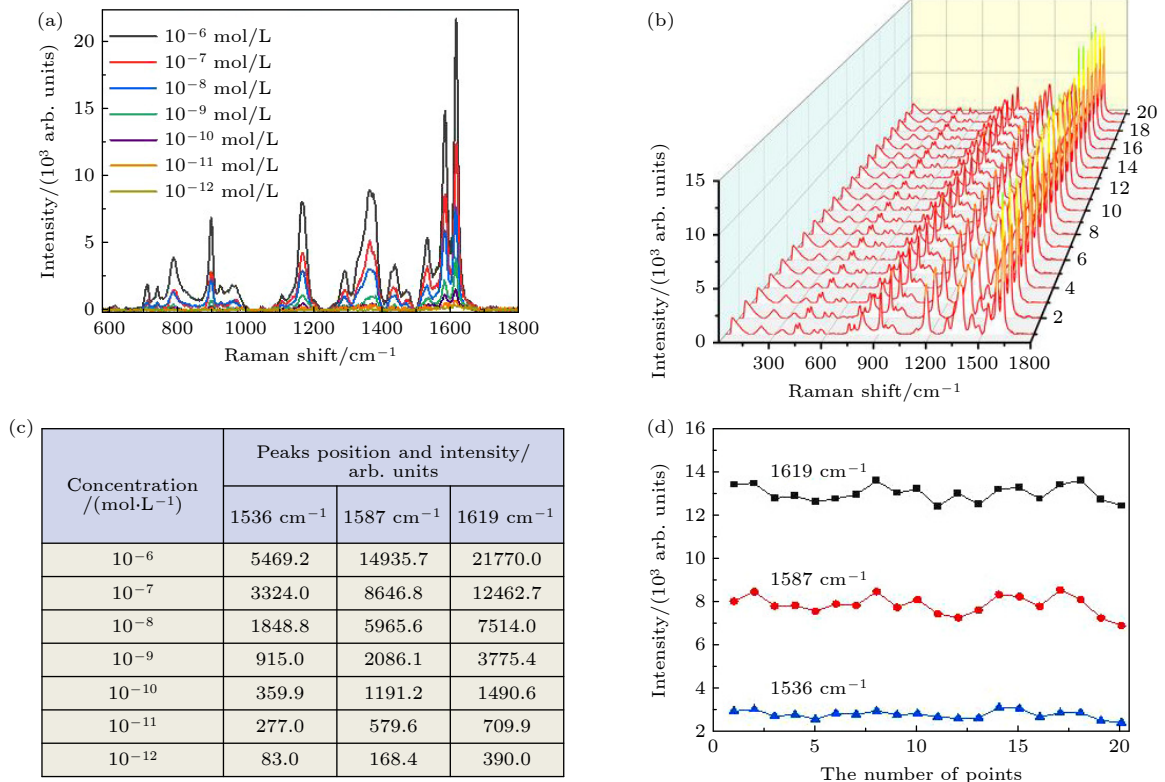 (a)
Intensity/(10³ arb. units)
20
15
10
5
0
10⁻⁶ mol/L
10⁻⁷ mol/L
10⁻⁸ mol/L
10⁻⁹ mol/L
10⁻¹⁰ mol/L
10⁻¹¹ mol/L
10⁻¹² mol/L
600 800 1000 1200 1400 1600 1800
Raman shift/cm⁻¹
(b)
Intensity/(10³ arb. units)
15
10
5
0
300 600 900 1200 1500 1800
Raman shift/cm⁻¹
20
18
16
14
12
10
8
6
4
2
(c)
Concentration
/(mol·L⁻¹)
Peaks position and intensity/
arb. units
1536 cm⁻¹ 1587 cm⁻¹ 1619 cm⁻¹
10⁻⁶ 5469.2 14935.7 21770.0
10⁻⁷ 3324.0 8646.8 12462.7
10⁻⁸ 1848.8 5965.6 7514.0
10⁻⁹ 915.0 2086.1 3775.4
10⁻¹⁰ 359.9 1191.2 1490.6
10⁻¹¹ 277.0 579.6 709.9
10⁻¹² 83.0 168.4 390.0
(d)
Intensity/(10³ arb. units)
16
14
12
10
8
6
4
2
1619 cm⁻¹
1587 cm⁻¹
1536 cm⁻¹
0 5 10 15 20
The number of points